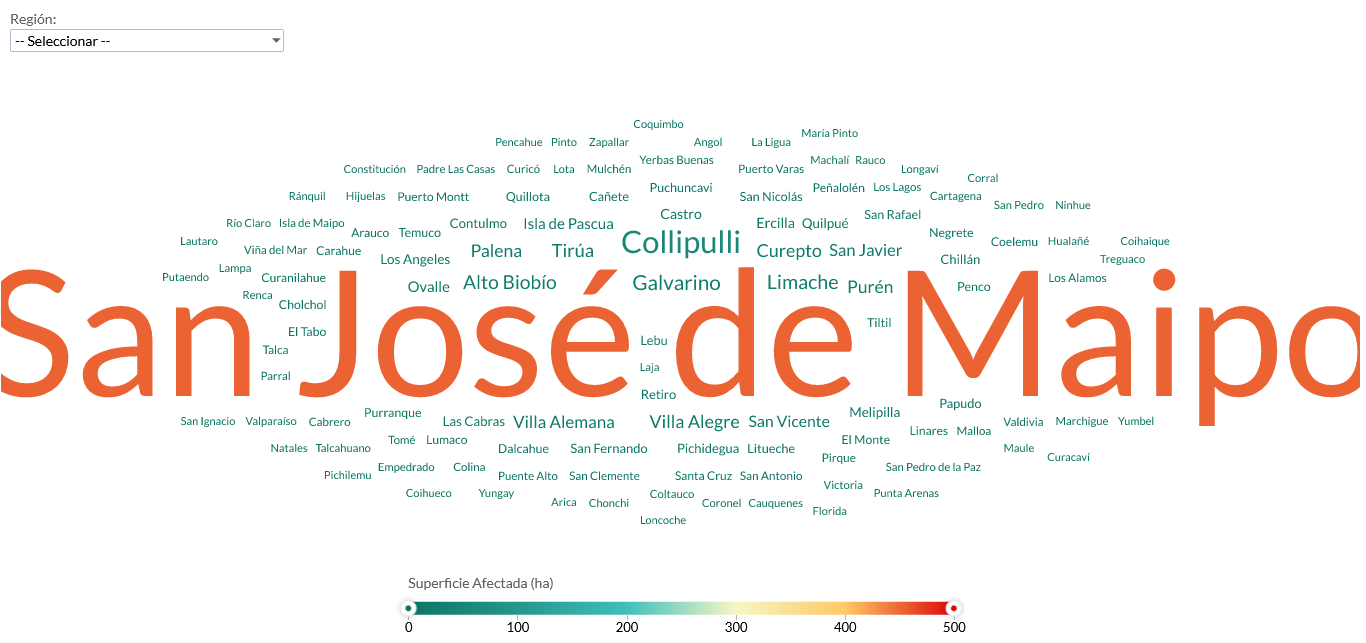 Región:
-- Seleccionar --
Coquimbo
Pencahue Pinto Zapallar Angol La Ligua María Pinto
Constitución Padre Las Casas Curicó Lota Mulchén Yerbas Buenas Puerto Varas Machalí Rauco Longaví
Ránquil Hijuelas Puerto Montt Quillota Cañete Puchuncavi San Nicolás Peñalolén Los Lagos Cartagena Corral
Río Claro Isla de Maipo Contulmo Isla de Pascua Castro Ercilla Quilpué San Rafael San Pedro Ninhue
Lautaro Viña del Mar Carahue Arauco Temuco Palena Tirúa Collipulli Curepto San Javier Negrete Coelemu Hualañé Coihaique
Putaendo Lampa Curanilahue Los Angeles Alto Biobío Galvarino Limache Purén Chillán Penco Los Alamos Treguaco
Renca Cholchol Ovalle
El Tabo Tiltil
San José de Maipo
Talca Lebu
Parral Laja
Retiro
San Ignacio Valparaíso Cabrero Purranque Las Cabras Villa Alemana Villa Alegre San Vicente Melipilla Papudo Valdivia Marchigue Yumbel
Natales Talcahuano Tomé Lumaco Dalcahue San Fernando Pichidegua Litueche El Monte Linares Malloa Maule
Pichilemu Empedrado Colina Puente Alto San Clemente Santa Cruz San Antonio Pirque San Pedro de la Paz Curacaví
Coihueco Yungay Arica Chonchi Coltauco Coronel Cauquenes Victoria Punta Arenas
Loncoche Florida
Superficie Afectada (ha)
0 100 200 300 400 500